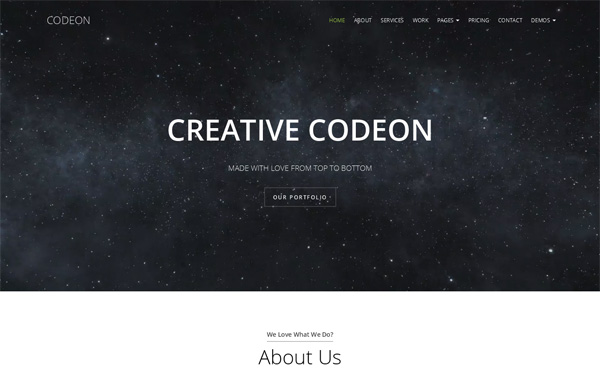 CODEON
HOME ABOUT SERVICES WORK PAGES PRICING CONTACT DEMOS
CREATIVE CODEON
MADE WITH LOVE FROM TOP TO BOTTOM
OUR PORTFOLIO
We Love What We Do?
About Us